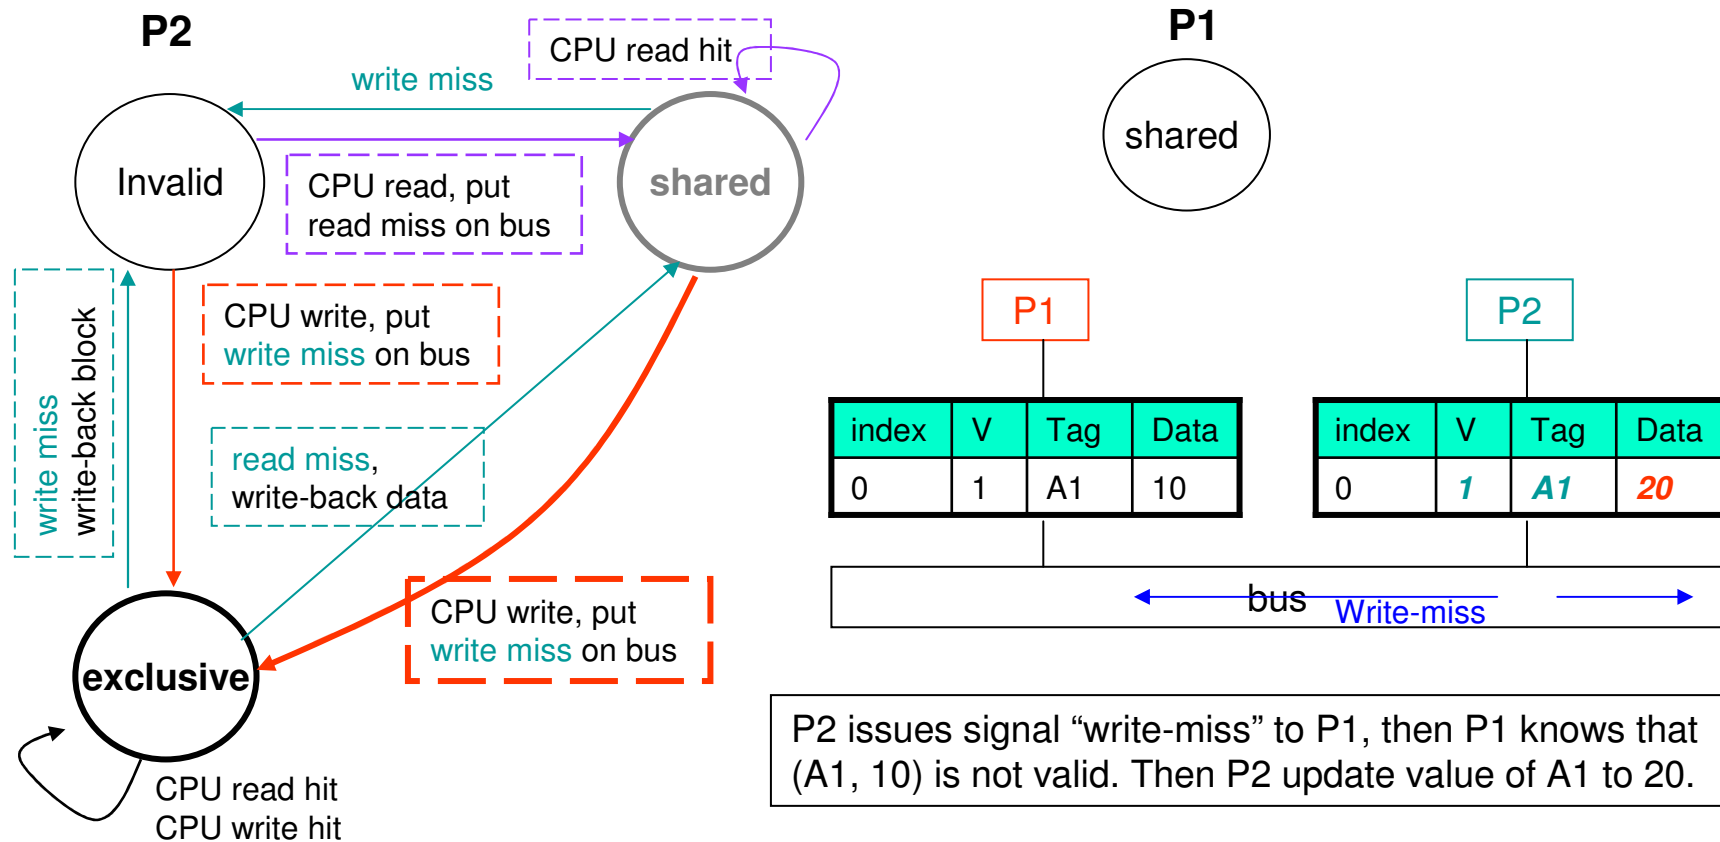 P2
P1
CPU read hit
write miss
Invalid
shared
shared
CPU read, put
read miss on bus
CPU write, put
write miss on bus
write miss
write-back block
read miss,
write-back data
CPU write, put
write miss on bus
exclusive
CPU read hit
CPU write hit
P1
P2
index V Tag Data
0 1 A1 10
index V Tag Data
0 1 A1 20
bus
Write-miss
P2 issues signal “write-miss” to P1, then P1 knows that
(A1, 10) is not valid. Then P2 update value of A1 to 20.